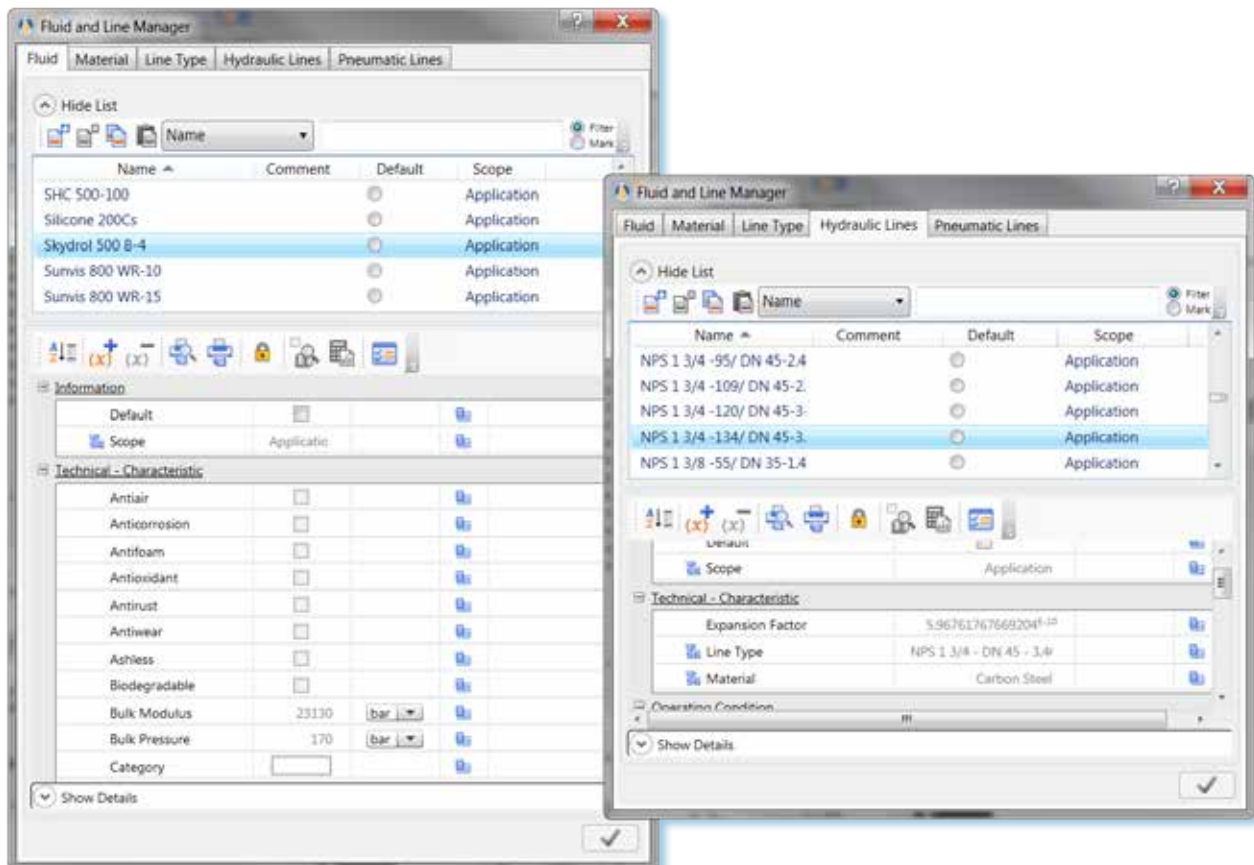 Fluid and Line Manager
Fluid Material Line Type Hydraulic Lines Pneumatic Lines
Hide List
Name
Filter
Mark
Name Comment Default Scope
SHC 500-100 Application
Silicone 200Cs Application
Skydrol 500 B-4 Application
Sunvis 800 WR-10 Application
Sunvis 800 WR-15 Application
Information
Default
Scope Applicatic
Technical - Characteristic
Antiair
Anticorrosion
Antifoam
Antioxidant
Antirust
Antiwear
Ashless
Biodegradable
Bulk Modulus 23130 bar
Bulk Pressure 170 bar
Category
Show Details
Fluid and Line Manager
Fluid Material Line Type Hydraulic Lines Pneumatic Lines
Hide List
Name
Filter
Mark
Name Comment Default Scope
NPS 1 3/4 -95/ DN 45-2.4 Application
NPS 1 3/4 -109/ DN 45-2. Application
NPS 1 3/4 -120/ DN 45-3- Application
NPS 1 3/4 -134/ DN 45-3. Application
NPS 1 3/8 -55/ DN 35-1.4 Application
Default
Scope Application
Technical - Characteristic
Expansion Factor
Line Type NPS 1 3/4 - DN 45 - 3,4
Material Carbon Steel
Operating Condition
Show Details